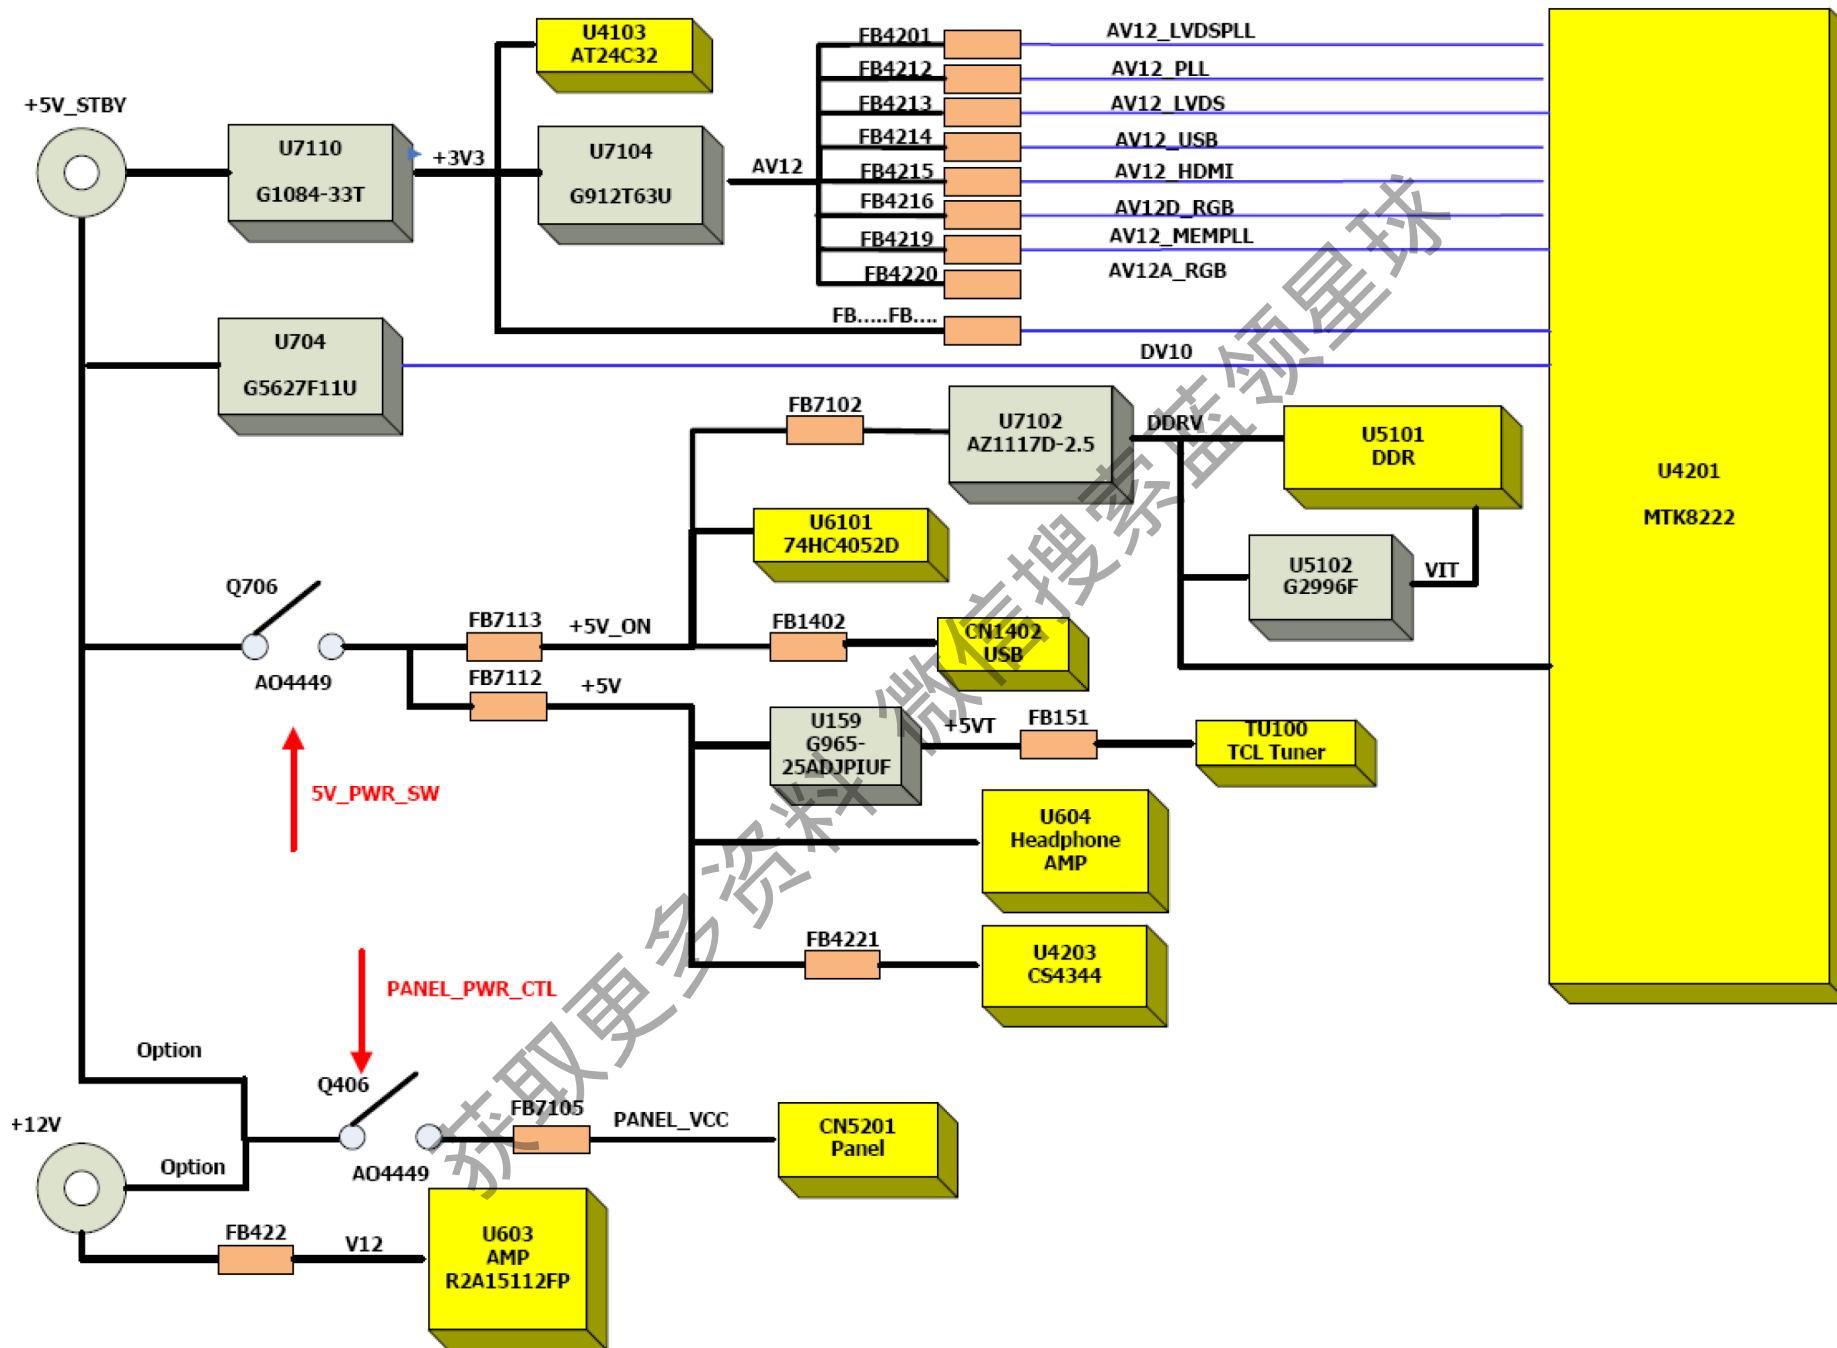 U4103
AT24C32
+5V_STBY
U7110
G1084-33T
+3V3
U7104
G912T63U
AV12
FB4201
AV12_LVDSPLL
FB4212
AV12_PLL
FB4213
AV12_LVDS
FB4214
AV12_USB
FB4215
AV12_HDMI
FB4216
AV12D_RGB
FB4219
AV12_MEMPLL
FB4220
AV12A_RGB
FB.....FB....
U704
G5627F11U
DV10
FB7102
U7102
AZ1117D-2.5
DDRV
U5101
DDR
U4201
MTK8222
U6101
74HC4052D
U5102
G2996F
VIT
Q706
AO4449
FB7113
+5V_ON
FB1402
CN1402
USB
FB7112
+5V
U159
G965-
25ADJPIUF
+5VT
FB151
TU100
TCL Tuner
5V_PWR_SW
U604
Headphone
AMP
FB4221
U4203
CS4344
PANEL_PWR_CTL
Option
Q406
AO4449
FB7105
PANEL_VCC
CN5201
Panel
+12V
Option
FB422
V12
U603
AMP
R2A15112FP
获取更多资料 微信搜索蓝领星球